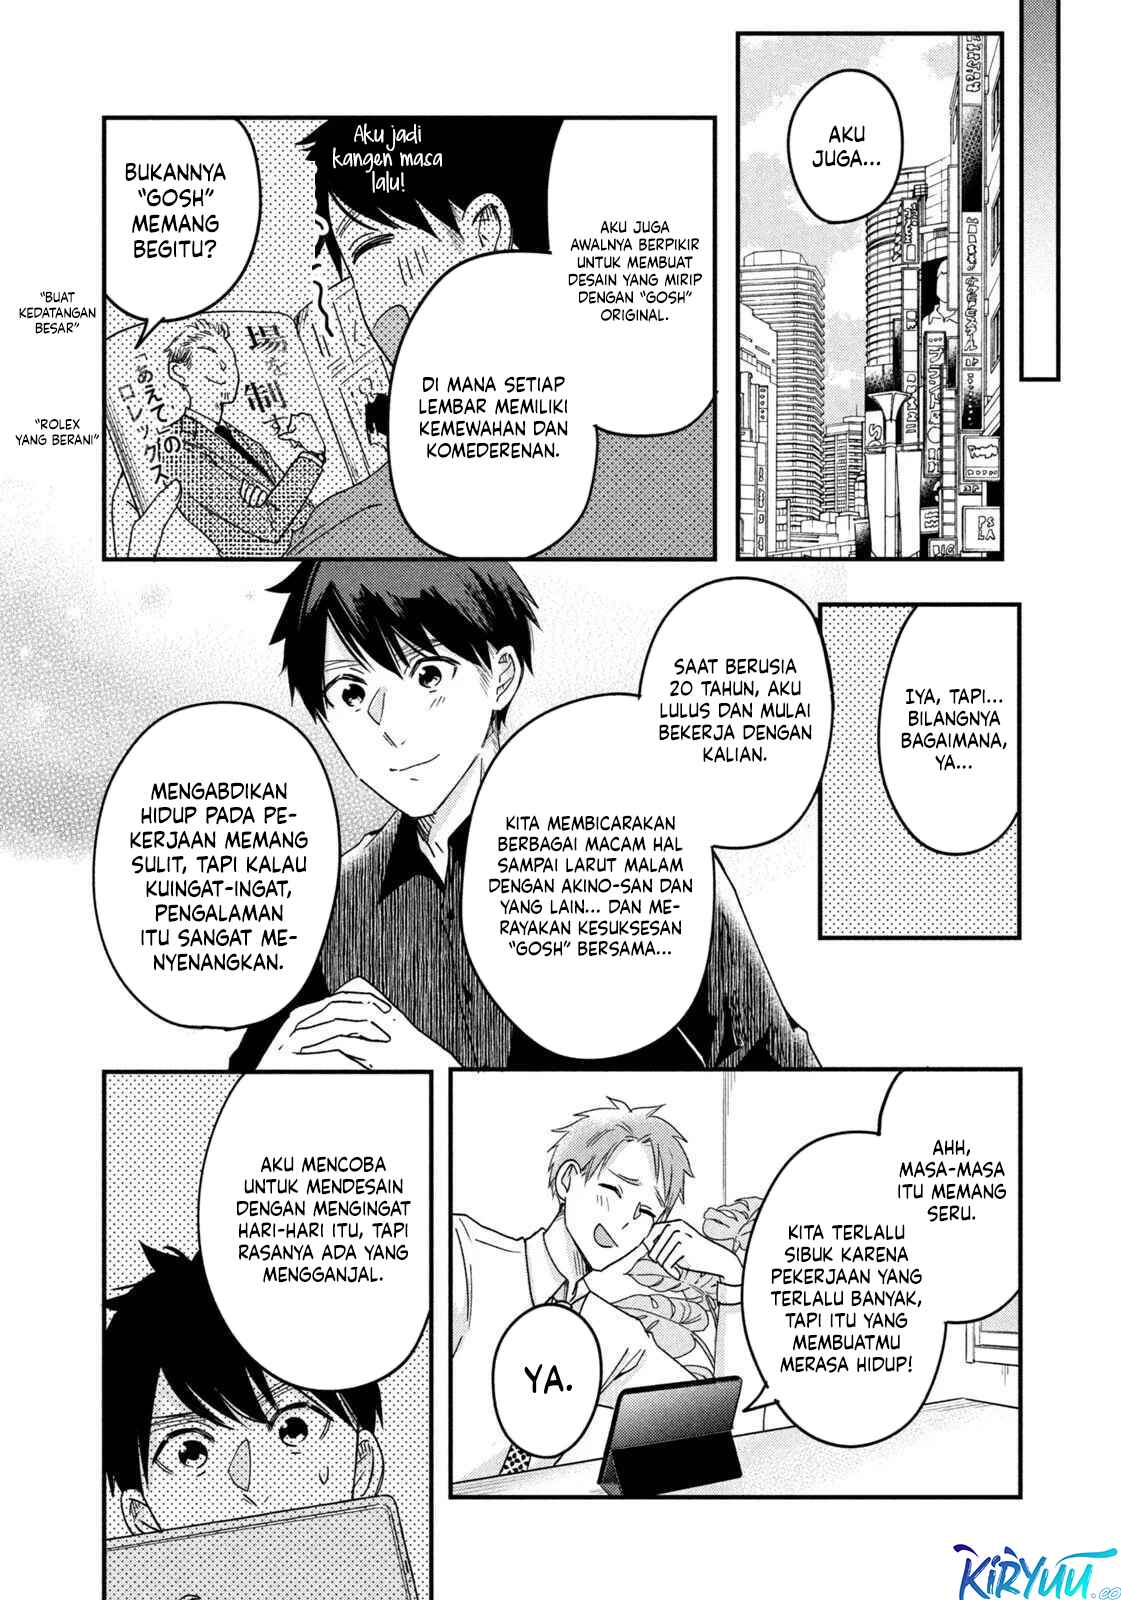 AKU
JUGA...
AKU JUGA
AWALNYA BERPIKIR
UNTUK MEMBUAT
DESAIN YANG MIRIP
DENGAN "GOSH"
ORIGINAL.
DI MANA SETIAP
LEMBAR MEMILIKI
KEMEWAHAN DAN
KOMEDERENAN.
Aku jadi
kangen masa
lalu!
BUKANNYA
"GOSH"
MEMANG
BEGITU?
"BUAT
KEDATANGAN
BESAR"
"ROLEX
YANG BERANI"
「あえて」の
ロレックス
IYA, TAPI...
BILANGNYA
BAGAIMANA,
YA...
SAAT BERUSIA
20 TAHUN, AKU
LULUS DAN MULAI
BEKERJA DENGAN
KALIAN.
KITA MEMBICARAKAN
BERBAGAI MACAM HAL
SAMPAI LARUT MALAM
DENGAN AKINO-SAN DAN
YANG LAIN... DAN ME-
RAYAKAN KESUKSESAN
"GOSH" BERSAMA...
MENGABDIKAN
HIDUP PADA PE-
KERJAAN MEMANG
SULIT, TAPI KALAU
KUINGAT-INGAT,
PENGALAMAN
ITU SANGAT ME-
NYENANGKAN.
AHH,
MASA-MASA
ITU MEMANG
SERU.
KITA TERLALU
SIBUK KARENA
PEKERJAAN YANG
TERLALU BANYAK,
TAPI ITU YANG
MEMBUATMU
MERASA HIDUP!
YA.
AKU MENCOBA
UNTUK MENDESAIN
DENGAN MENGINGAT
HARI-HARI ITU, TAPI
RASANYA ADA YANG
MENGGANJAL.
KIRYUU.CO